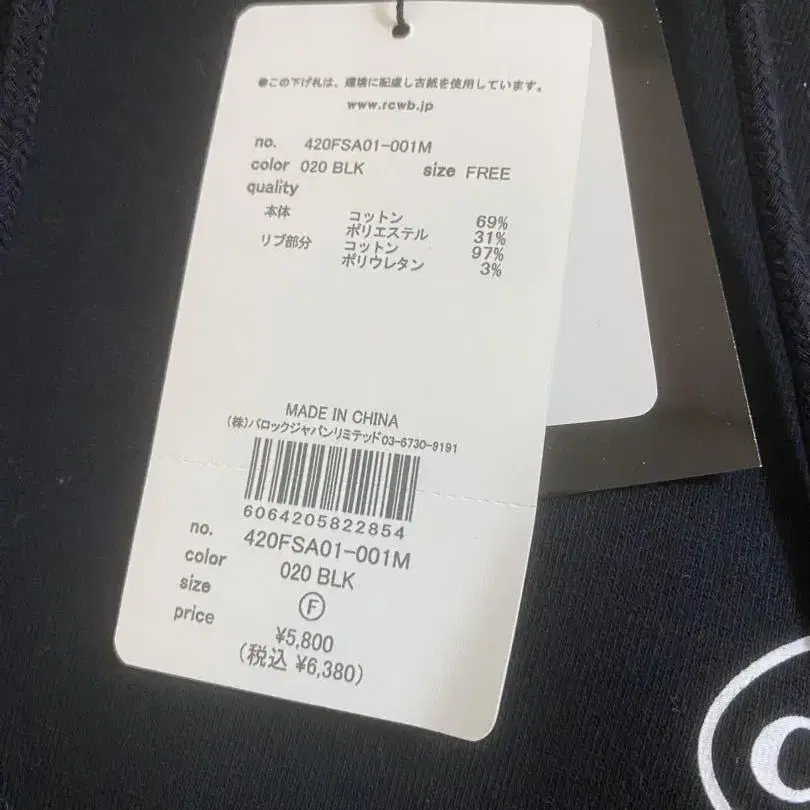 ●この下げ札は、環境に配慮し古紙を使用しています。
www.rcwb.jp
no. 420FSA01-001M
color 020 BLK size FREE
quality
本体 コットン 69%
ポリエステル 31%
リブ部分 コットン 97%
ポリウレタン 3%
MADE IN CHINA
(株)バロックジャパンリミテッド03-6730-9191
6064205822854
no. 420FSA01-001M
color 020 BLK
size Ⓕ
price ¥5,800
(税込 ¥6,380)